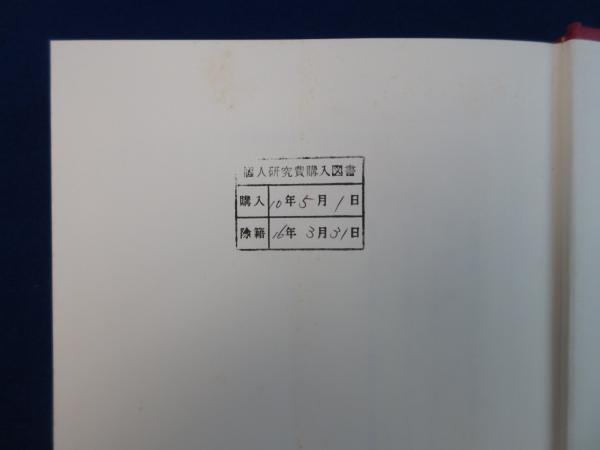 個人研究費購入図書
購入 10年5月1日
除籍 16年3月31日